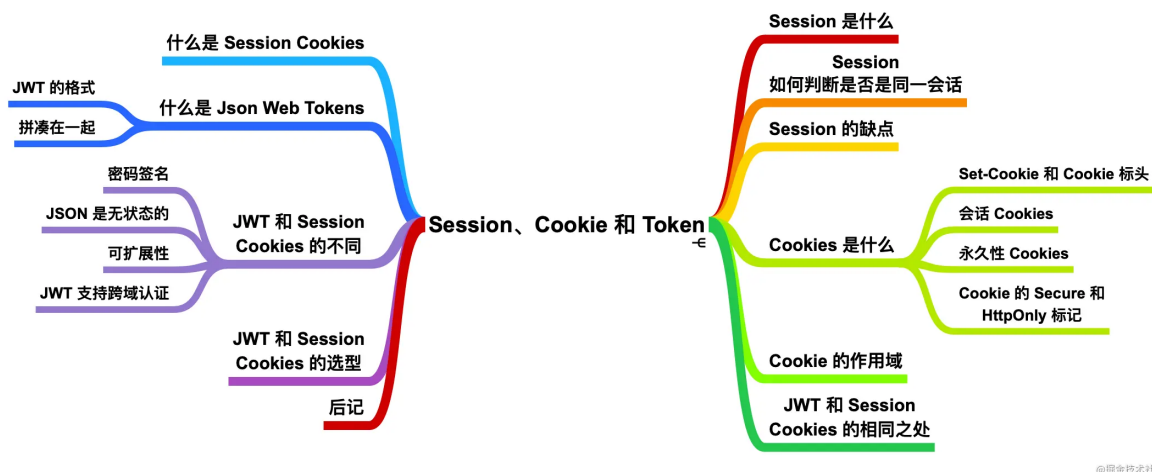 Session、Cookie 和 Token
Session 是什么
Session
如何判断是否是同一会话
Session 的缺点
Cookies 是什么
Set-Cookie 和 Cookie 标头
会话 Cookies
永久性 Cookies
Cookie 的 Secure 和
HttpOnly 标记
Cookie 的作用域
JWT 和 Session
Cookies 的相同之处
什么是 Session Cookies
什么是 Json Web Tokens
JWT 的格式
拼凑在一起
JWT 和 Session
Cookies 的不同
密码签名
JSON 是无状态的
可扩展性
JWT 支持跨域认证
JWT 和 Session
Cookies 的选型
后记